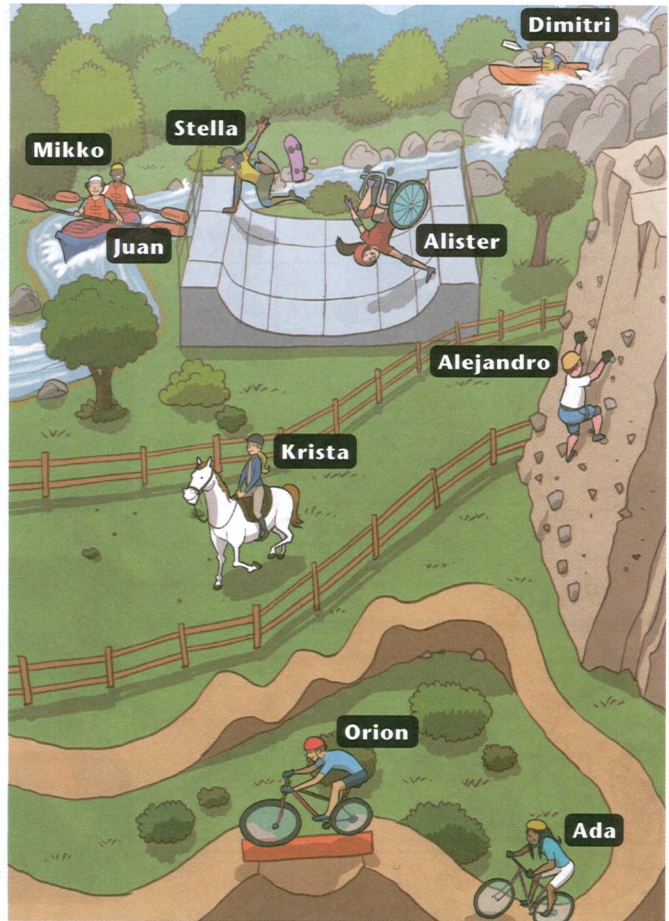 Dimitri
Stella
Mikko
Juan
Alister
Alejandro
Krista
Orion
Ada